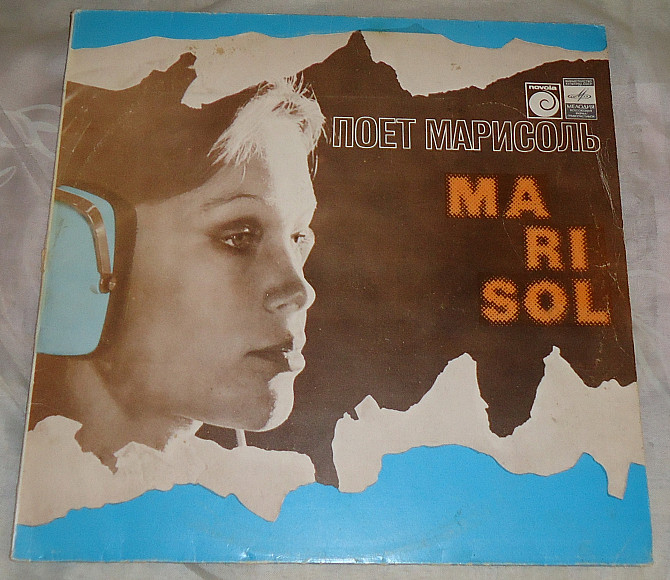 novola
МЕЛОДИЯ
ПОЕТ МАРИСОЛЬ
MA
RI
SOL